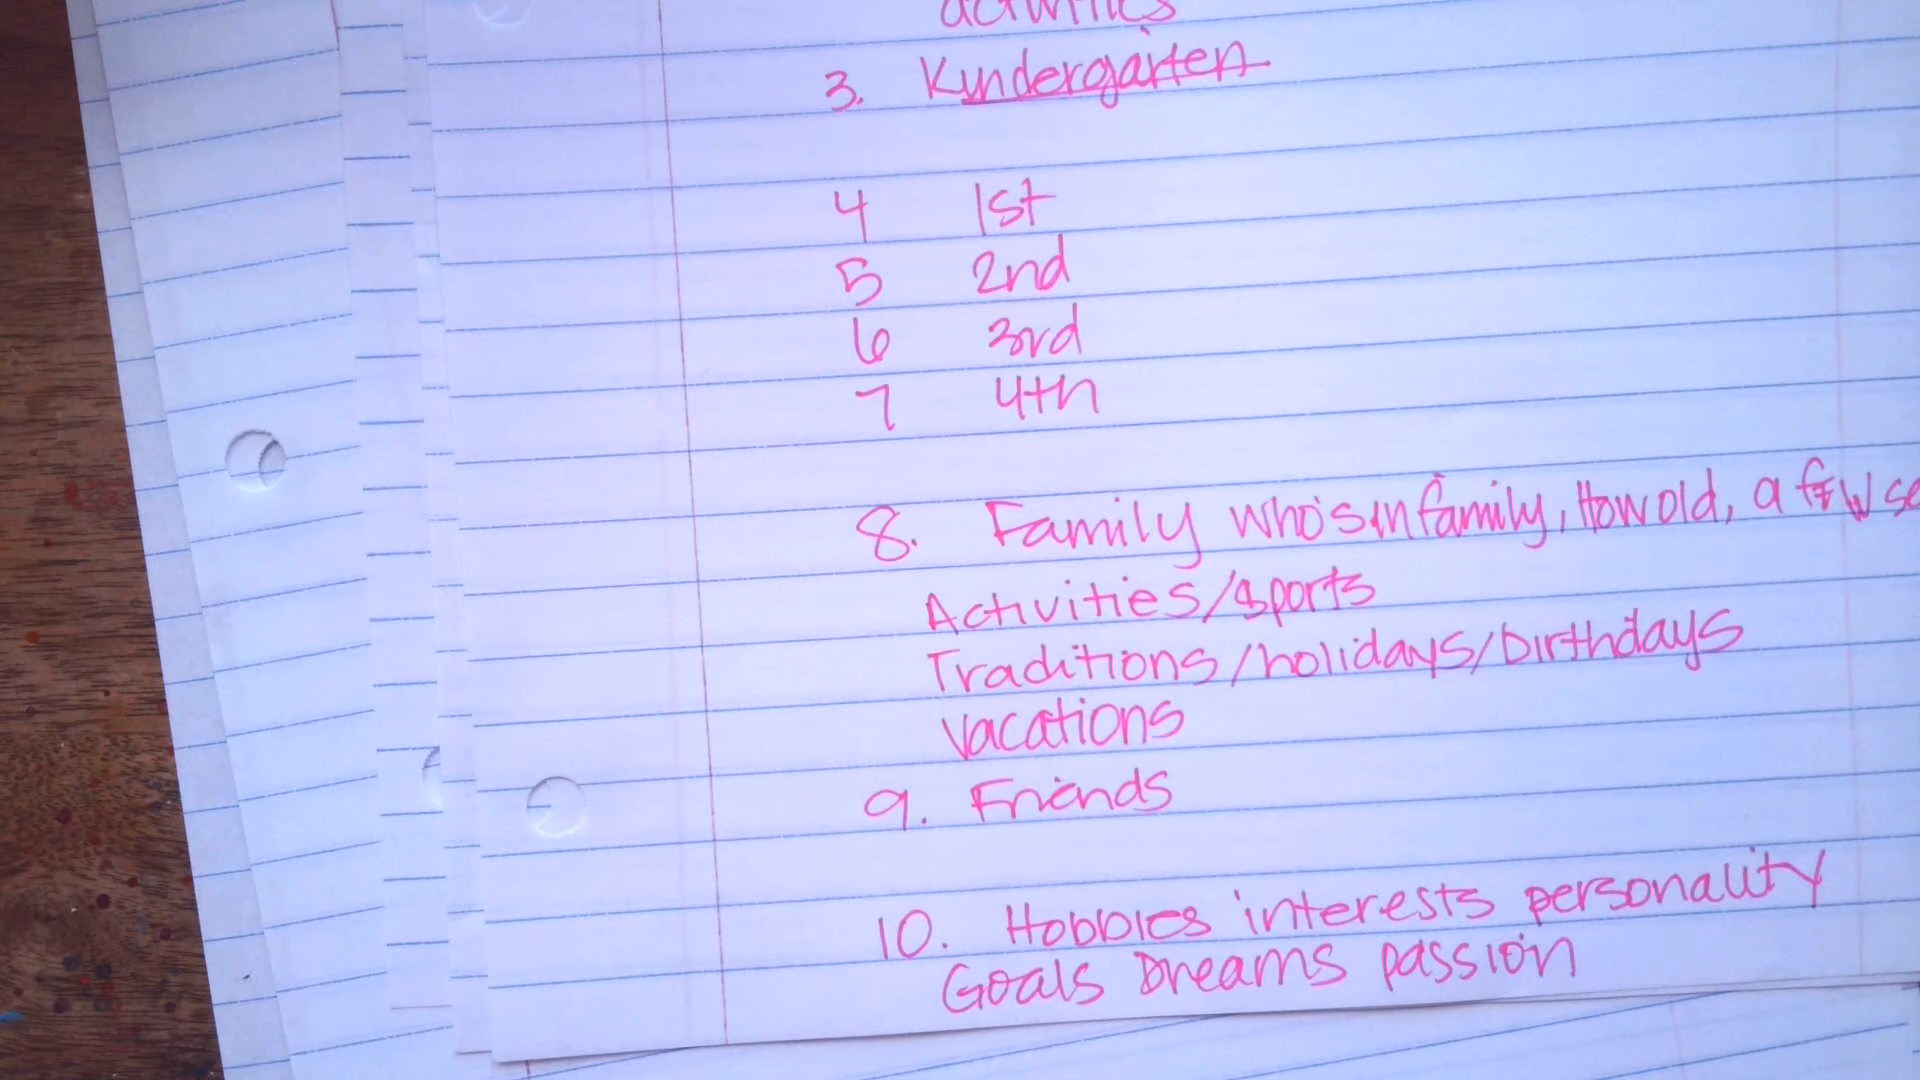 activities
3. Kindergarten
4 1st
5 2nd
6 3rd
7 4th
8. Family who's in family, How old, a few
Activities/sports
Traditions/holidays/birthdays
vacations
9. Friends
10. Hobbies interests personality
Goals Dreams passion